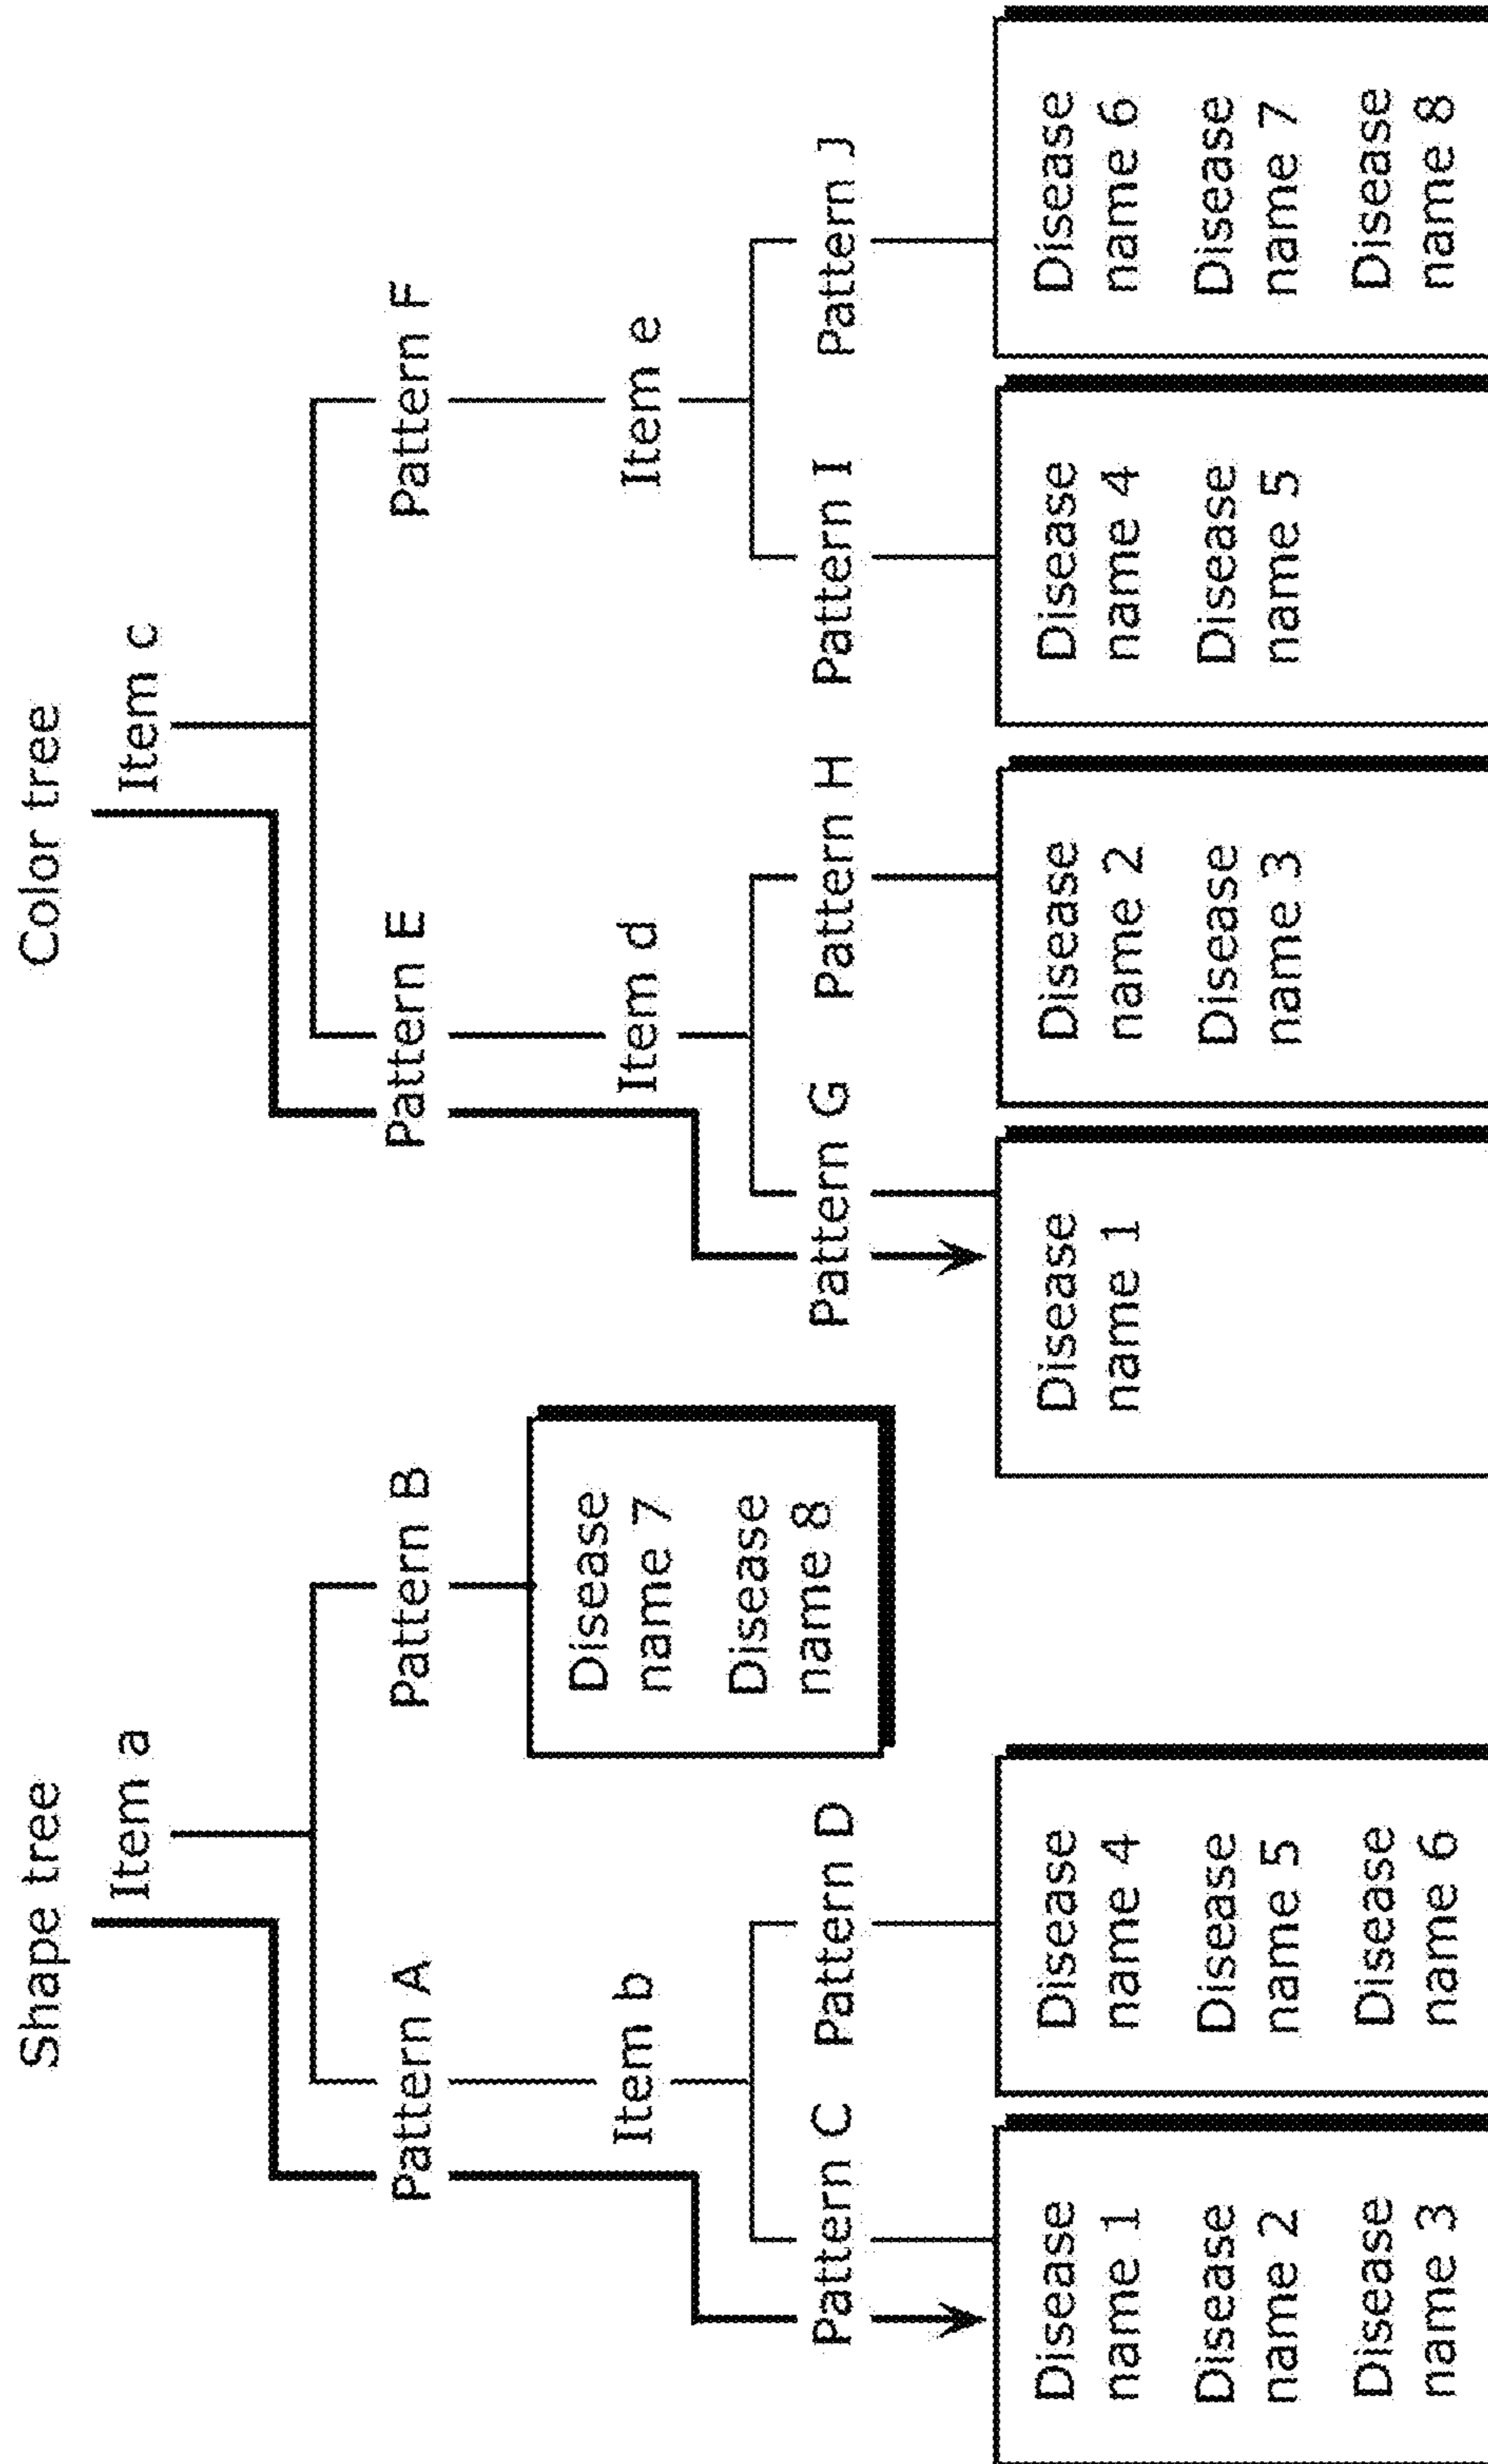 Shape tree
Item a
Pattern A
Pattern B
Item b
Disease
name 7
Disease
name 8
Pattern C
Pattern D
Disease
name 1
Disease
name 2
Disease
name 3
Disease
name 4
Disease
name 5
Disease
name 6
Color tree
Item c
Pattern E
Pattern F
Item d
Item e
Pattern G
Pattern H
Pattern I
Pattern J
Disease
name 1
Disease
name 2
Disease
name 3
Disease
name 4
Disease
name 5
Disease
name 6
Disease
name 7
Disease
name 8